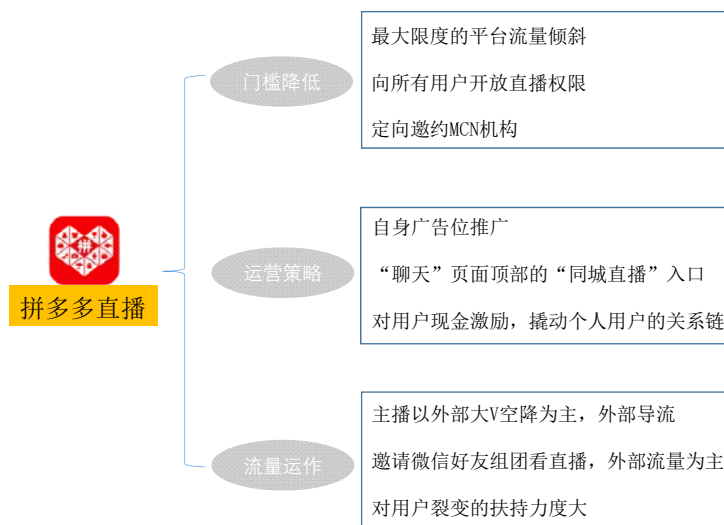 拼
拼多多直播
门槛降低
最大限度的平台流量倾斜
向所有用户开放直播权限
定向邀约MCN机构
运营策略
自身广告位推广
“聊天”页面顶部的“同城直播”入口
对用户现金激励，撬动个人用户的关系链
流量运作
主播以外部大V空降为主，外部导流
邀请微信好友组团看直播，外部流量为主
对用户裂变的扶持力度大